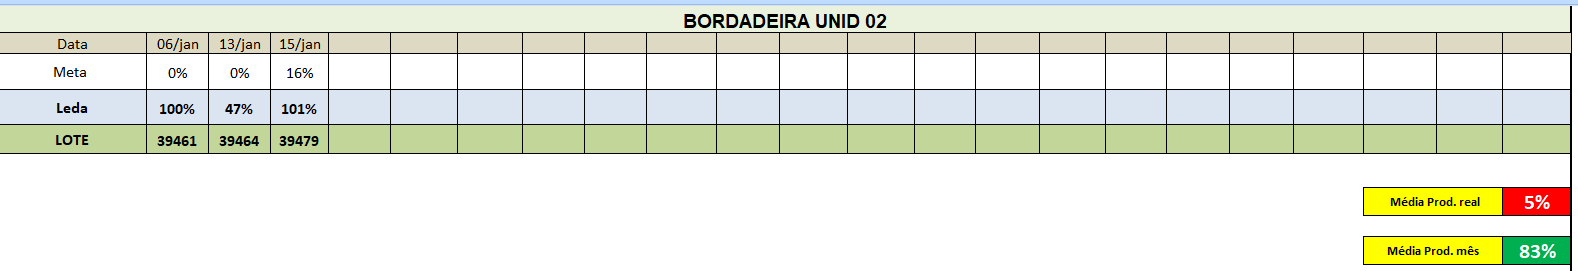 BORDADEIRA UNID 02
Data 06/jan 13/jan 15/jan
Meta 0% 0% 16%
Leda 100% 47% 101%
LOTE 39461 39464 39479
Média Prod. real 5%
Média Prod. mês 83%